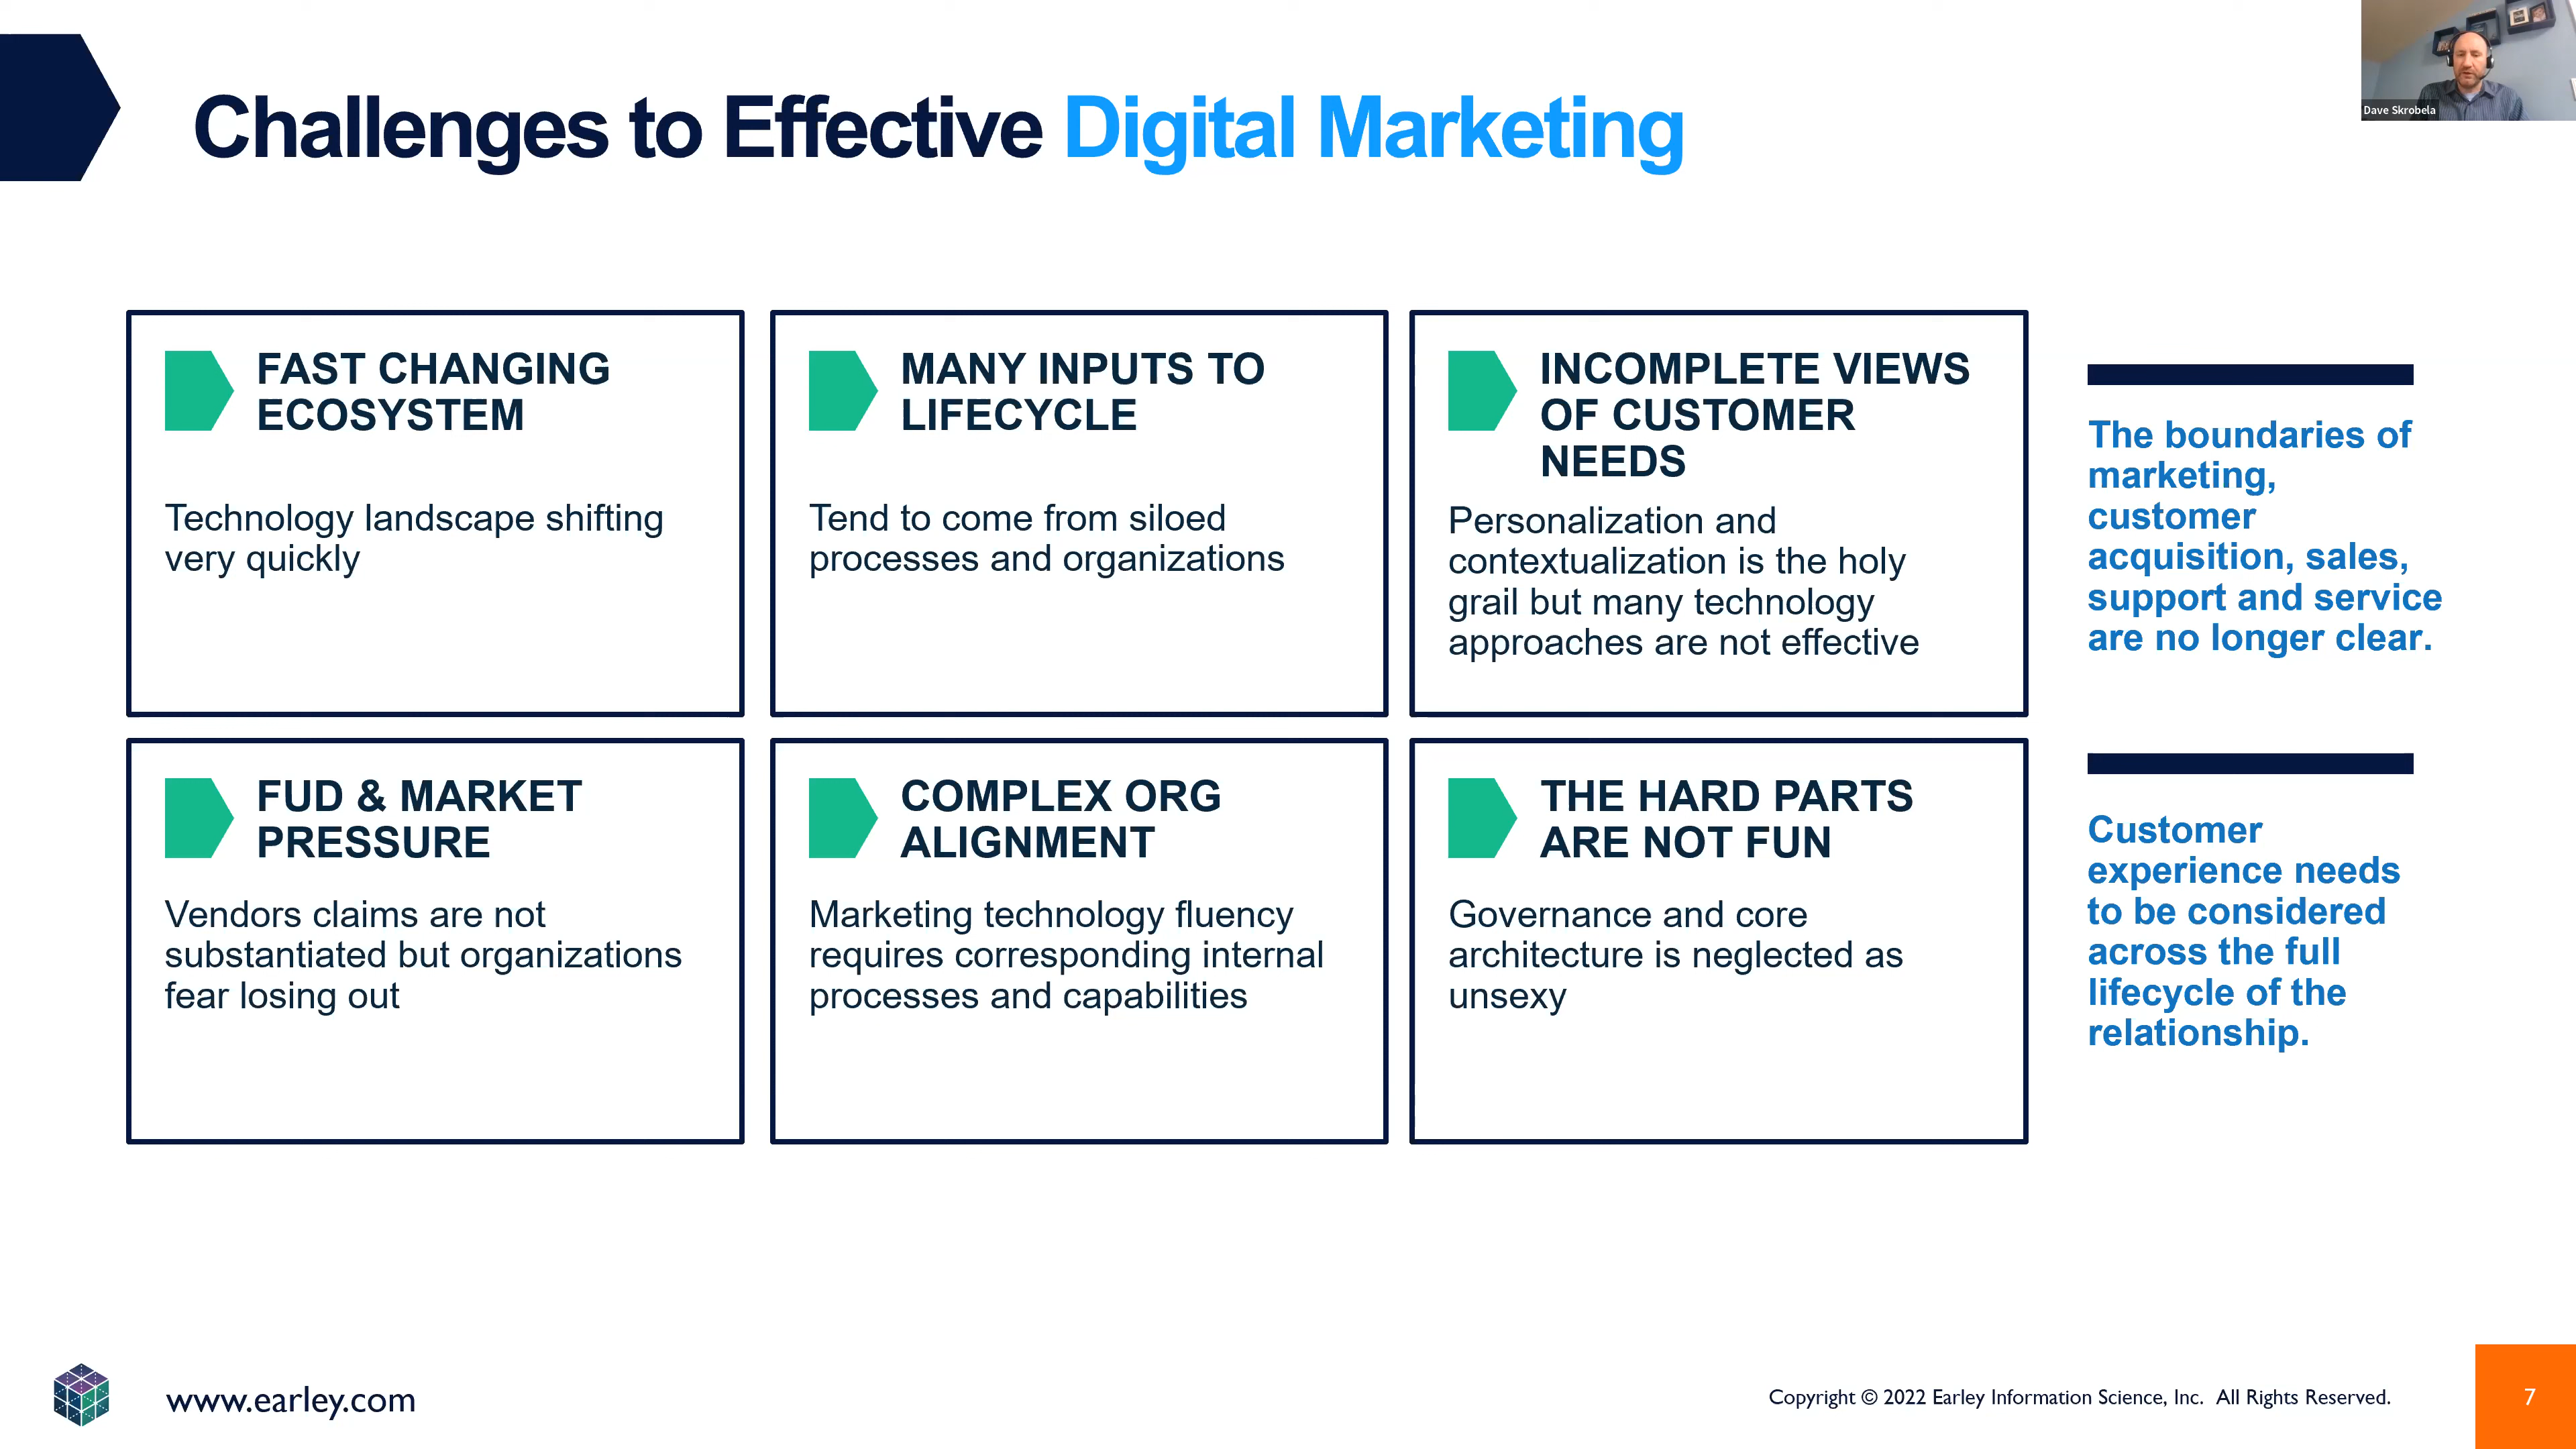 Dave Skrobela
Challenges to Effective Digital Marketing
FAST CHANGING
ECOSYSTEM
Technology landscape shifting
very quickly
MANY INPUTS TO
LIFECYCLE
Tend to come from siloed
processes and organizations
INCOMPLETE VIEWS
OF CUSTOMER
NEEDS
Personalization and
contextualization is the holy
grail but many technology
approaches are not effective
The boundaries of
marketing,
customer
acquisition, sales,
support and service
are no longer clear.
FUD & MARKET
PRESSURE
Vendors claims are not
substantiated but organizations
fear losing out
COMPLEX ORG
ALIGNMENT
Marketing technology fluency
requires corresponding internal
processes and capabilities
THE HARD PARTS
ARE NOT FUN
Governance and core
architecture is neglected as
unsexy
Customer
experience needs
to be considered
across the full
lifecycle of the
relationship.
www.earley.com
Copyright © 2022 Earley Information Science, Inc. All Rights Reserved.
7